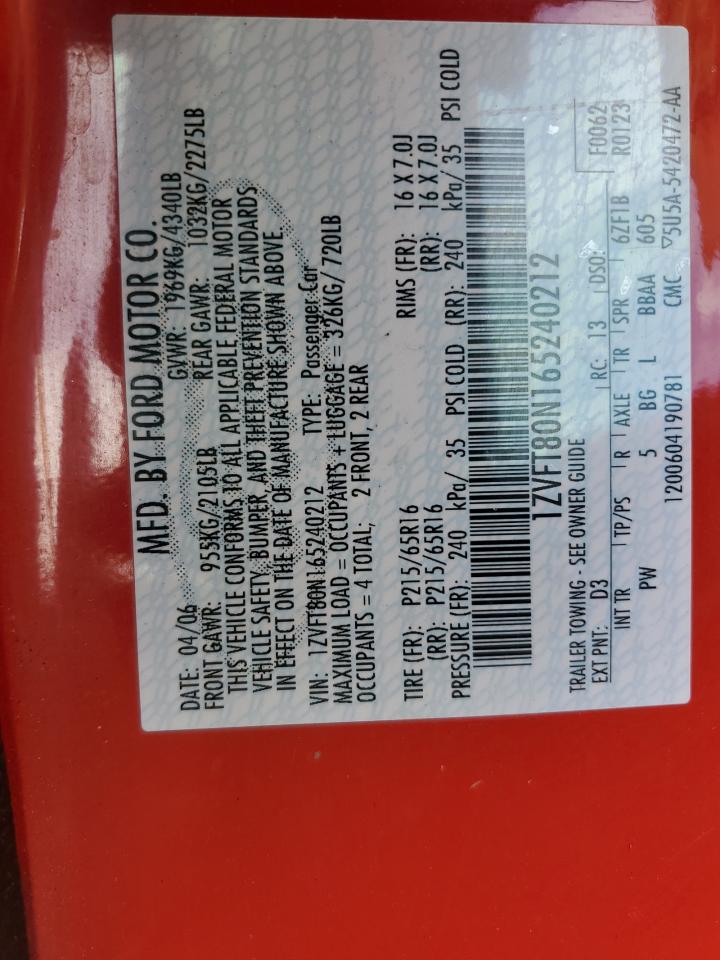 MFD. BY FORD MOTOR CO.
DATE: 04/06 GVWR: 1969KG/4340LB
FRONT GAWR: 955KG/2105LB REAR GAWR: 1032KG/2275LB
THIS VEHICLE CONFORMS TO ALL APPLICABLE FEDERAL MOTOR
VEHICLE SAFETY, BUMPER, AND THEFT PREVENTION STANDARDS
IN EFFECT ON THE DATE OF MANUFACTURE SHOWN ABOVE.
VIN: 1ZVFT80N165240212 TYPE: Passenger Car
MAXIMUM LOAD = OCCUPANTS + LUGGAGE = 326KG/ 720LB
OCCUPANTS = 4 TOTAL; 2 FRONT, 2 REAR
TIRE (FR): P215/65R16 RIMS (FR): 16 X 7.0J
(RR): P215/65R16 (RR): 16 X 7.0J
PRESSURE (FR): 240 kPa/ 35 PSI COLD (RR): 240 kPa/ 35 PSI COLD
1ZVFT80N165240212
TRAILER TOWING - SEE OWNER GUIDE F0062
EXT PNT: D3 RC: 13 DSO: R0123
INT TR TP/PS R AXLE TR SPR 6ZF1B
PW 5 BG L BBAA 605
1200604190781 CMC ▽5U5A-5420472-AA